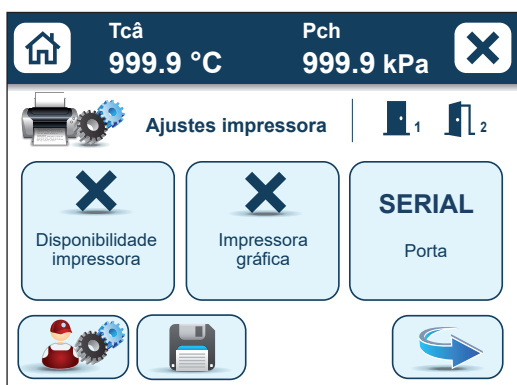 Tcâ Pch
999.9 °C 999.9 kPa
Ajustes impressora 1 2
Disponibilidade
impressora
Impressora
gráfica
SERIAL
Porta